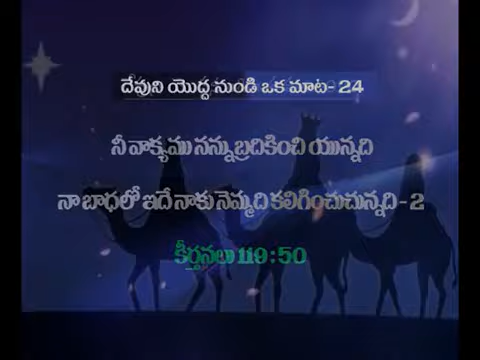 దేవుని యొద్ద నుండి ఒక మాట- 24
నీ వాక్యము నన్ను బ్రదికించి యున్నది
నా బాధలో ఇదే నాకు నెమ్మది కలిగించుచున్నది - 2
కీర్తనలు 119 : 50